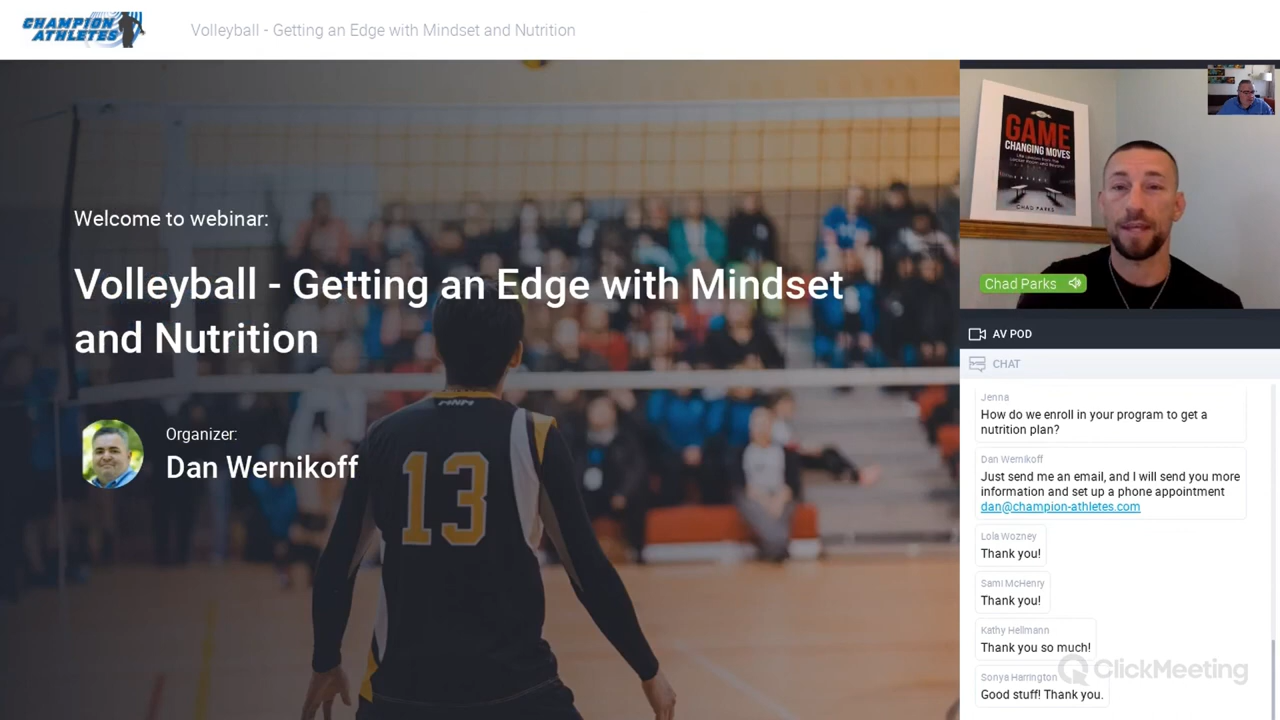 CHAMPION
ATHLETES
Volleyball - Getting an Edge with Mindset and Nutrition
Welcome to webinar:
Volleyball - Getting an Edge with Mindset
and Nutrition
Organizer:
Dan Wernikoff
13
GAME
CHANGING MOVES
CHAD PARKS
Chad Parks
AV POD
CHAT
Jenna
How do we enroll in your program to get a
nutrition plan?
Dan Wernikoff
Just send me an email, and I will send you more
information and set up a phone appointment
dan@champion-athletes.com
Lola Wozney
Thank you!
Sami McHenry
Thank you!
Kathy Hellmann
Thank you so much!
Sonya Harrington
Good stuff! Thank you.
ClickMeeting